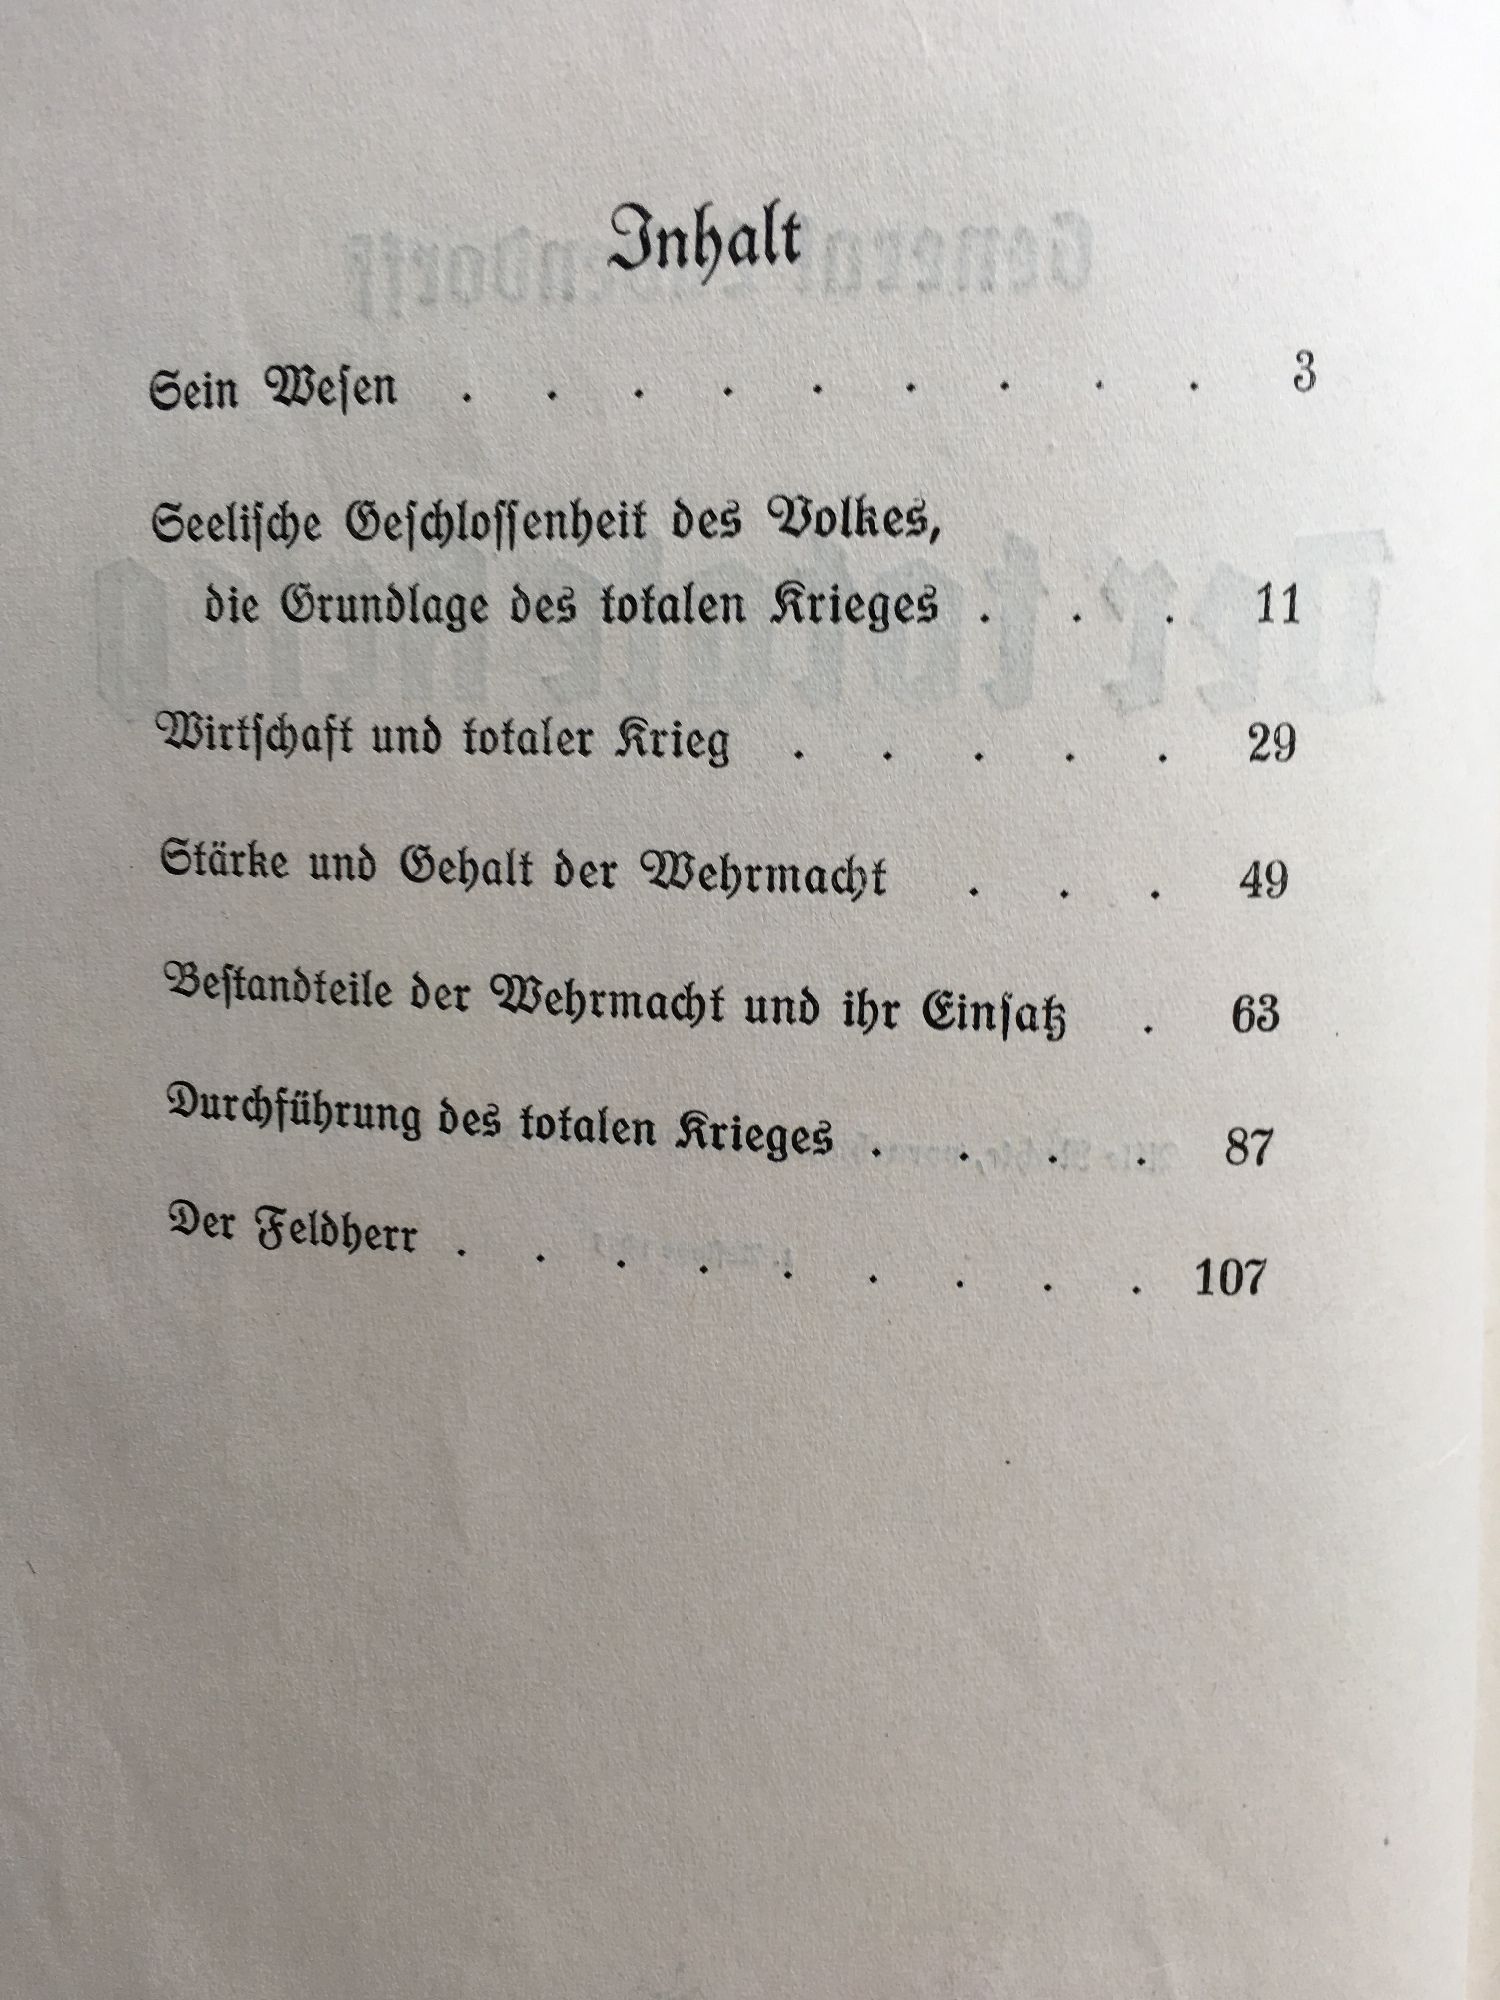 Inhalt
Sein Wesen . . . . . . . . . 3
Seelische Geschlossenheit des Volkes,
die Grundlage des totalen Krieges . . . 11
Wirtschaft und totaler Krieg . . . . . 29
Stärke und Gehalt der Wehrmacht . . . 49
Bestandteile der Wehrmacht und ihr Einsatz . 63
Durchführung des totalen Krieges . . . . 87
Der Feldherr . . . . . . . . . 107